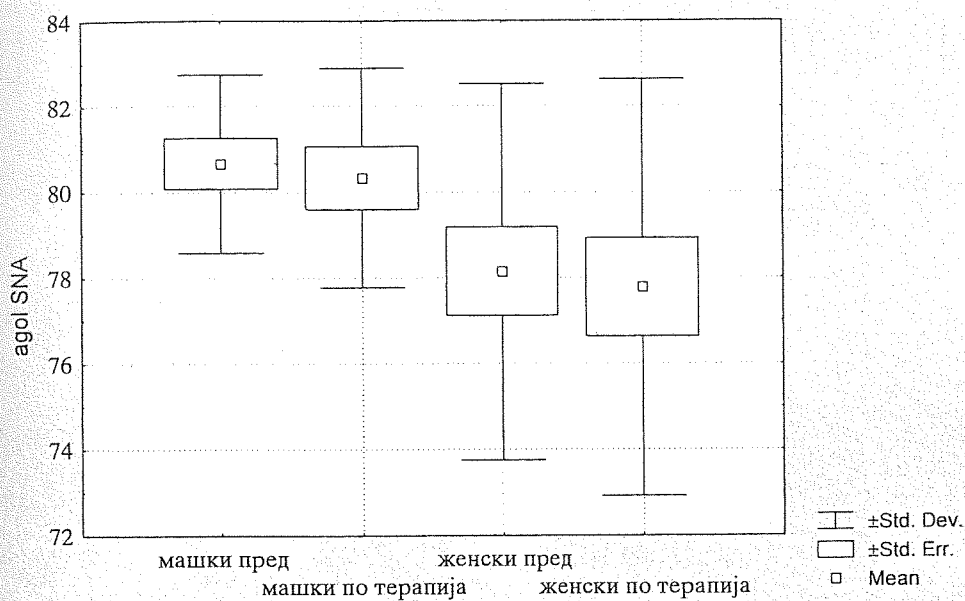 84
82
80
78
76
74
72
agol SNA
машки пред
женски пред
машки по терапија
женски по терапија
±Std. Dev.
±Std. Err.
Mean